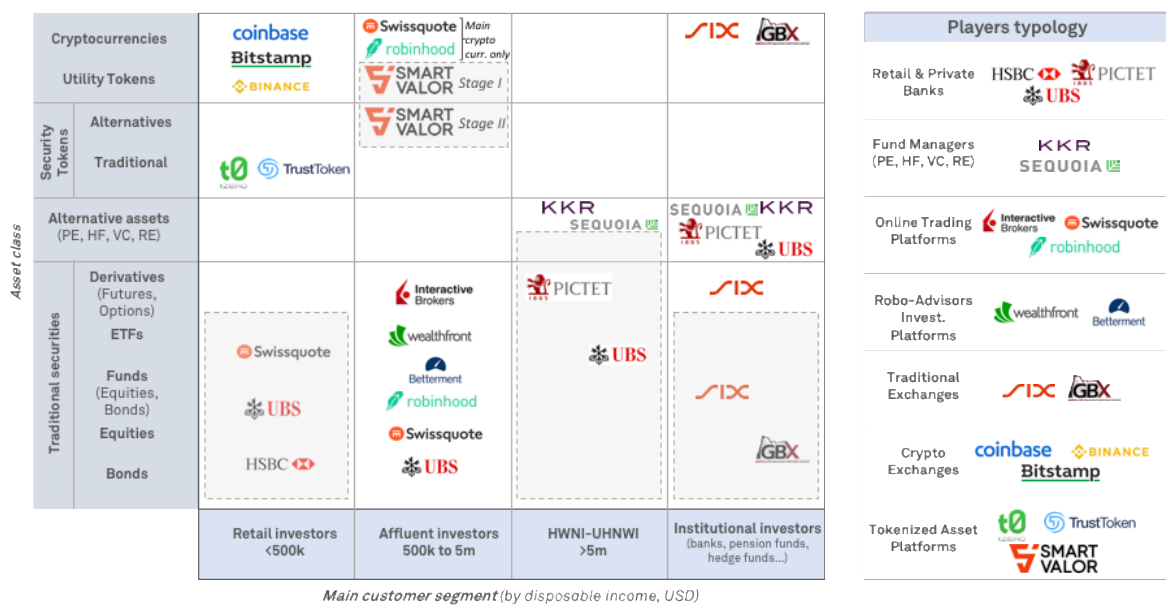 Cryptocurrencies
Utility Tokens
Security Tokens
Alternatives
Traditional
Asset class
Alternative assets
(PE, HF, VC, RE)
Traditional securities
Derivatives
(Futures,
Options)
ETFs
Funds
(Equities,
Bonds)
Equities
Bonds
coinbase
Bitstamp
BINANCE
Swissquote
robinhood
Main
crypto
curr. only
SMART
VALOR Stage I
SMART
VALOR Stage II
SIX
GBX
t0
TZERO
TrustToken
KKR
SEQUOIA
SEQUOIA KKR
PICTET
1805
UBS
Interactive
Brokers
wealthfront
Betterment
robinhood
Swissquote
UBS
PICTET
1805
UBS
SIX
SIX
GBX
Swissquote
UBS
HSBC
Retail investors
<500k
Affluent investors
500k to 5m
HWNI-UHNWI
>5m
Institutional investors
(banks, pension funds,
hedge funds...)
Main customer segment (by disposable income, USD)
Players typology
Retail & Private
Banks
HSBC
PICTET
1805
UBS
Fund Managers
(PE, HF, VC, RE)
KKR
SEQUOIA
Online Trading
Platforms
Interactive
Brokers
Swissquote
robinhood
Robo-Advisors
Invest.
Platforms
wealthfront
Betterment
Traditional
Exchanges
SIX
GBX
Crypto
Exchanges
coinbase
BINANCE
Bitstamp
Tokenized Asset
Platforms
t0
TZERO
TrustToken
SMART
VALOR